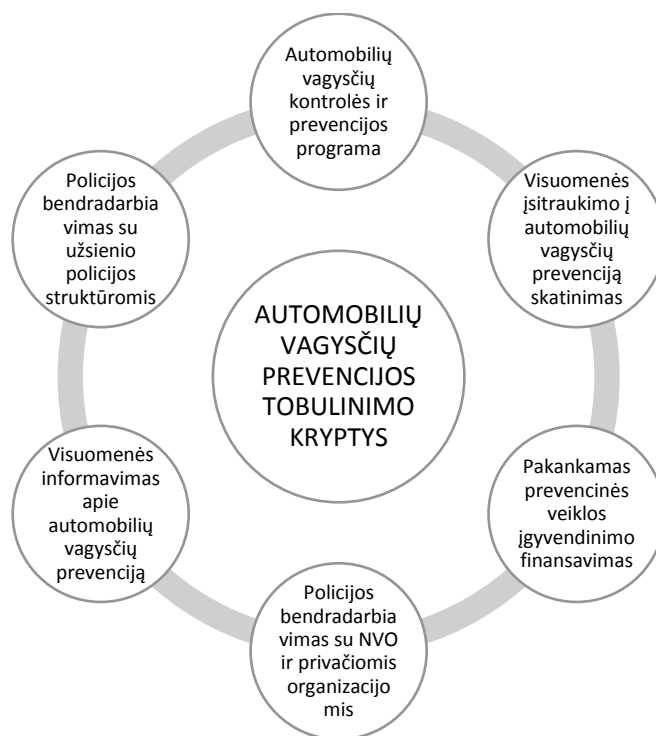 Automobilių
vagysčių
kontrolės ir
prevencijos
programa
Visuomenės
įsitraukimo į
automobilių
vagysčių
prevenciją
skatinimas
Pakankamas
prevencinės
veiklos
įgyvendinimo
finansavimas
Policijos
bendradarbia
vimas su NVO
ir privačiomis
organizacijo
mis
Visuomenės
informavimas
apie
automobilių
vagysčių
prevenciją
Policijos
bendradarbia
vimas su
užsienio
policijos
struktūromis
AUTOMOBILIŲ
VAGYSČIŲ
PREVENCIJOS
TOBULINIMO
KRYPTYS